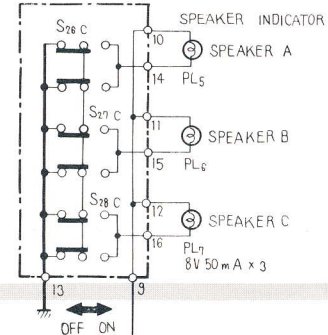 SPEAKER INDICATOR
S26 C
10
SPEAKER A
14
PL5
S27 C
11
SPEAKER B
15
PL6
S28 C
12
SPEAKER C
16
PL7
8V 50mA × 3
13
9
OFF ON